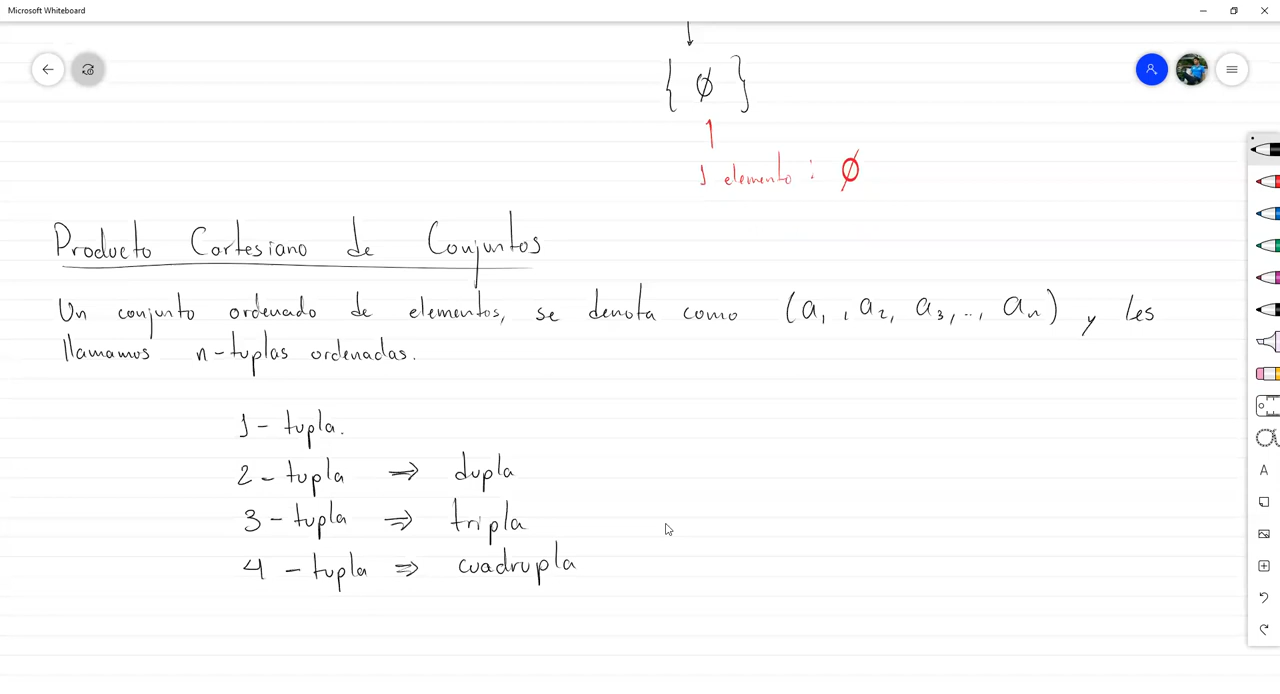 Microsoft Whiteboard
{ ∅ }
1 elemento : ∅
Producto Cartesiano de Conjuntos
Un conjunto ordenado de elementos, se denota como (a₁, a₂, a₃, .., aₙ) y les
llamamos n-tuplas ordenadas.
1 - tupla.
2 - tupla ⇒ dupla
3 - tupla ⇒ tripla
4 - tupla ⇒ cuadrupla